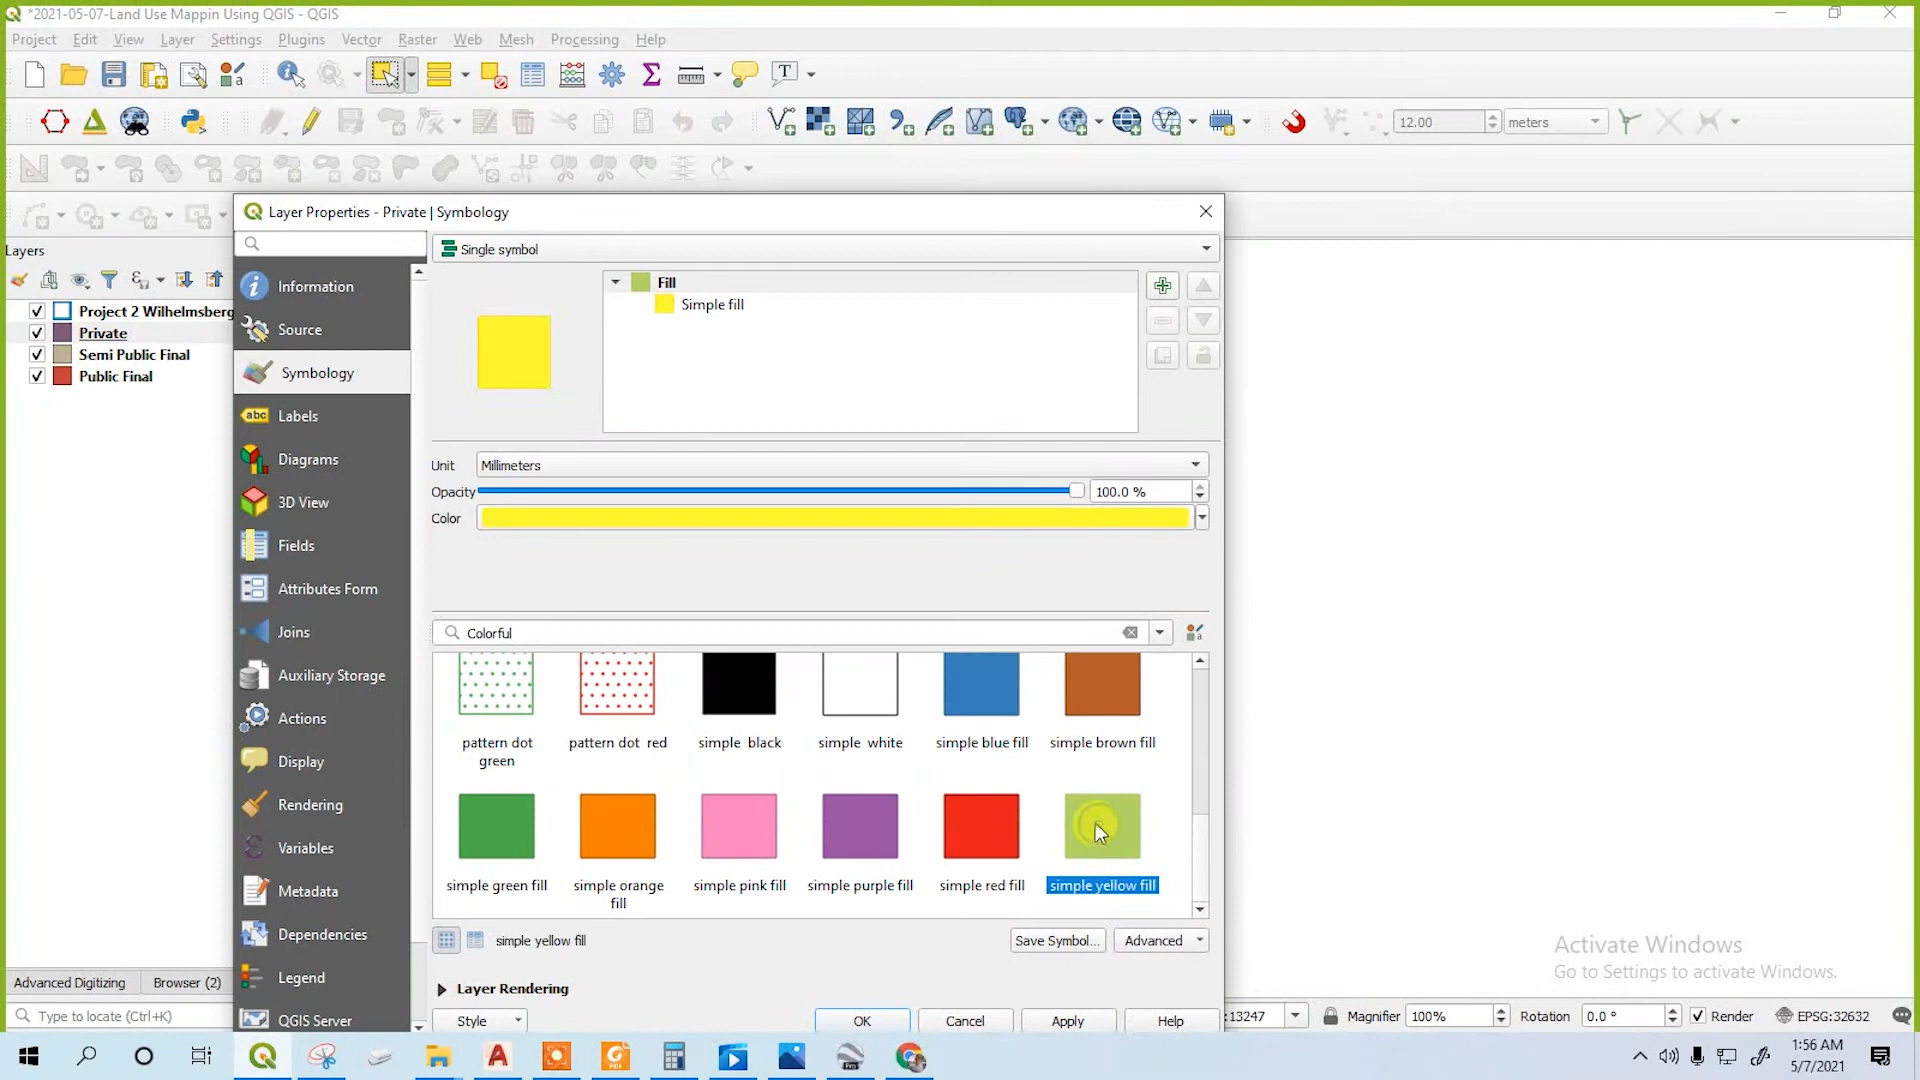 *2021-05-07-Land Use Mappin Using QGIS - QGIS
Project Edit View Layer Settings Plugins Vector Raster Web Mesh Processing Help
12.00 meters
Layer Properties - Private | Symbology
Layers
Single symbol
Information
Fill
Simple fill
Project 2 Wilhelmsberg
Private
Semi Public Final
Public Final
Source
Symbology
Labels
Diagrams
3D View
Fields
Attributes Form
Joins
Auxiliary Storage
Actions
Display
Rendering
Variables
Metadata
Dependencies
Legend
QGIS Server
Unit Millimeters
Opacity 100.0 %
Color
Colorful
pattern dot green
pattern dot red
simple black
simple white
simple blue fill
simple brown fill
simple green fill
simple orange fill
simple pink fill
simple purple fill
simple red fill
simple yellow fill
simple yellow fill
Save Symbol... Advanced
Layer Rendering
Style OK Cancel Apply Help
Advanced Digitizing Browser (2)
Type to locate (Ctrl+K)
:13247 Magnifier 100% Rotation 0.0 ° Render EPSG:32632
Activate Windows
Go to Settings to activate Windows.
1:56 AM
5/7/2021